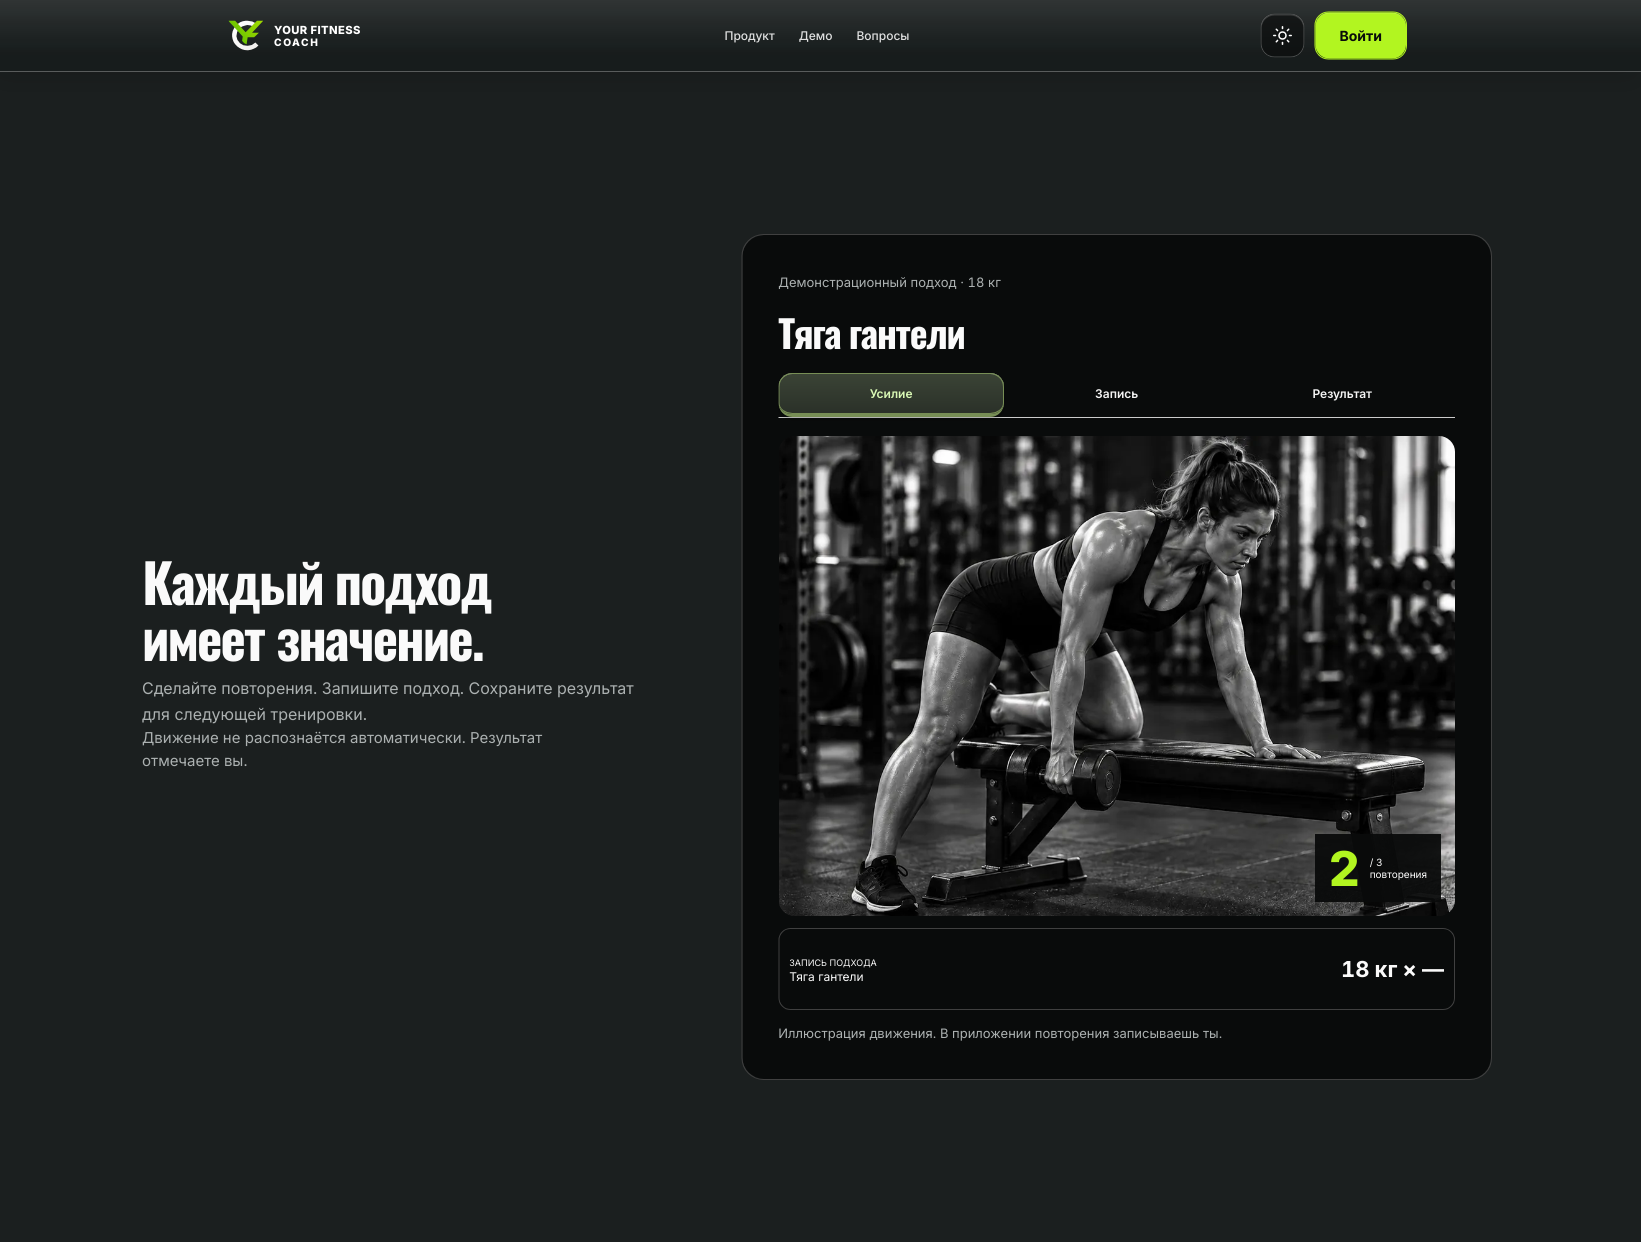 YOUR FITNESS
COACH
Продукт
Демо
Вопросы
Войти
Каждый подход
имеет значение.
Сделайте повторения. Запишите подход. Сохраните результат
для следующей тренировки.
Движение не распознаётся автоматически. Результат
отмечаете вы.
Демонстрационный подход · 18 кг
Тяга гантели
Усилие
Запись
Результат
2
/ 3
повторения
ЗАПИСЬ ПОДХОДА
Тяга гантели
18 кг × —
Иллюстрация движения. В приложении повторения записываешь ты.